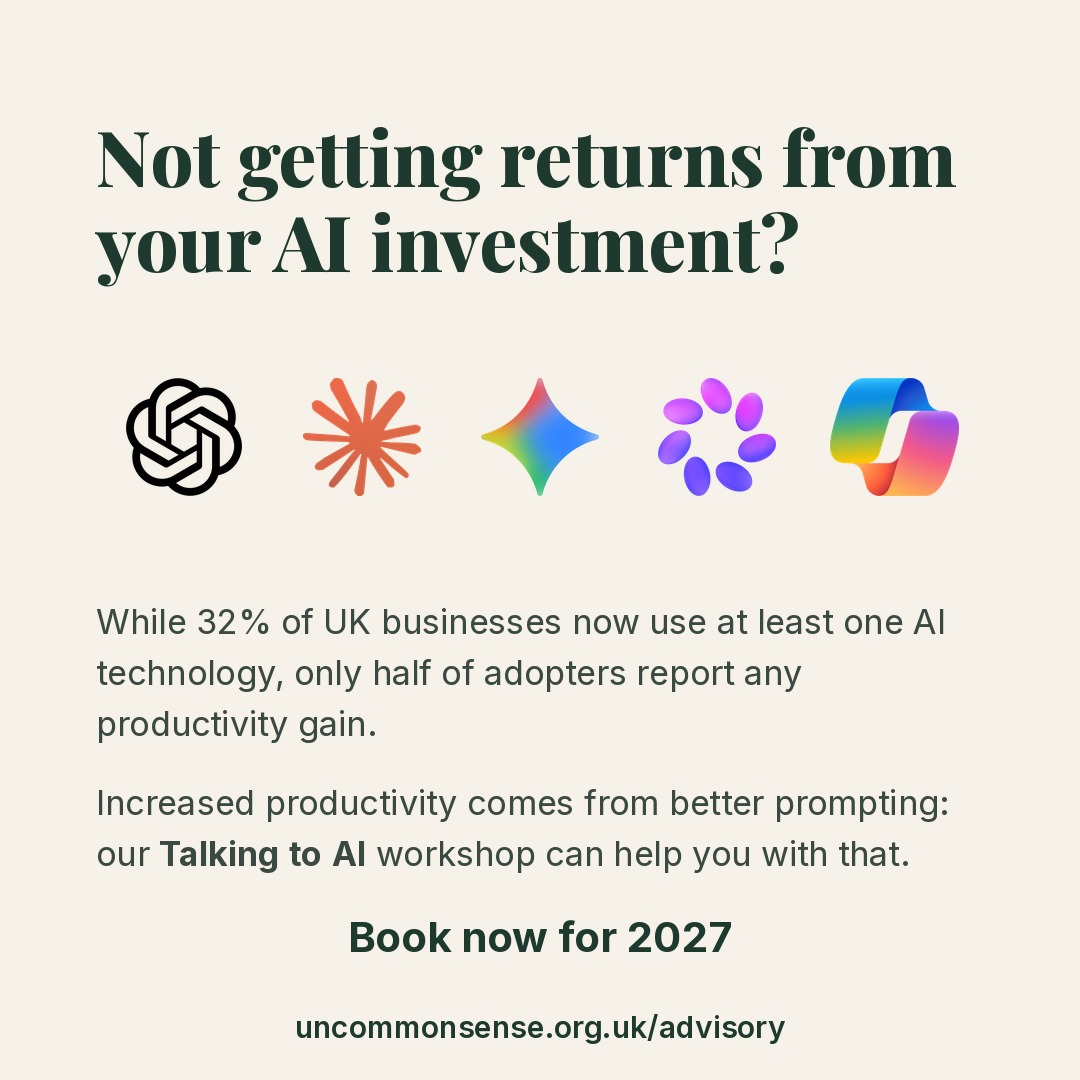 Not getting returns from
your AI investment?
While 32% of UK businesses now use at least one AI
technology, only half of adopters report any
productivity gain.
Increased productivity comes from better prompting:
our Talking to AI workshop can help you with that.
Book now for 2027
uncommonsense.org.uk/advisory